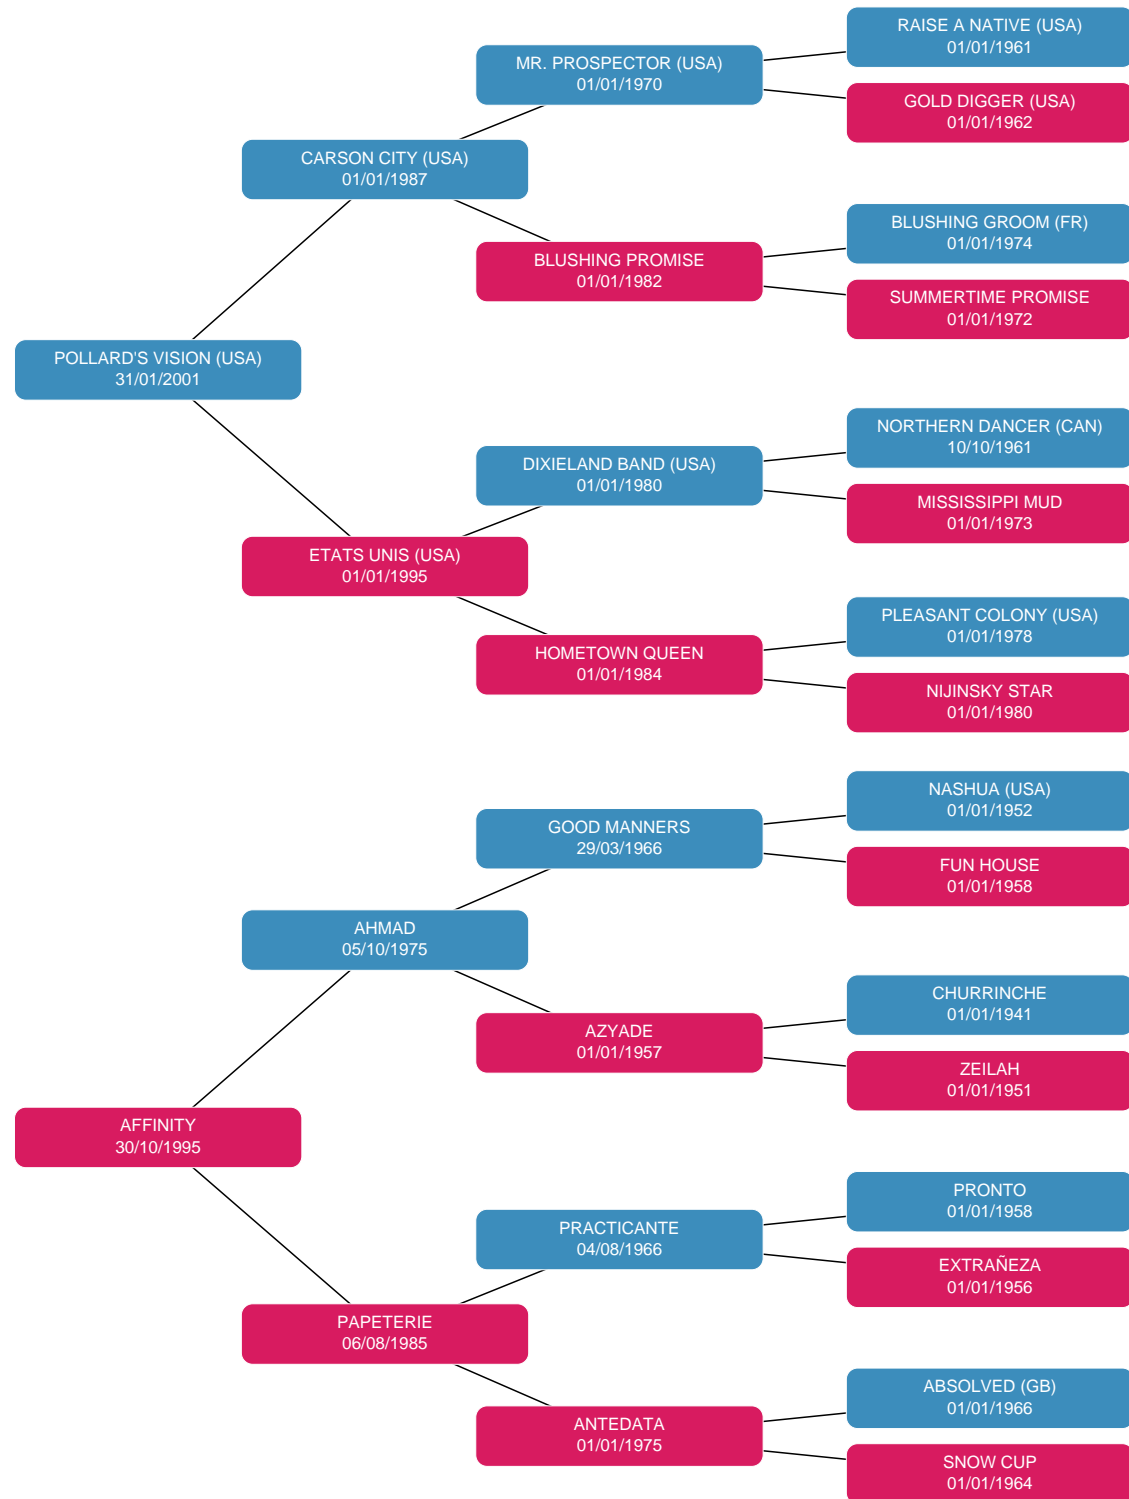 RAISE A NATIVE (USA)
01/01/1961
MR. PROSPECTOR (USA)
01/01/1970
GOLD DIGGER (USA)
01/01/1962
CARSON CITY (USA)
01/01/1987
BLUSHING GROOM (FR)
01/01/1974
BLUSHING PROMISE
01/01/1982
SUMMERTIME PROMISE
01/01/1972
POLLARD'S VISION (USA)
31/01/2001
NORTHERN DANCER (CAN)
10/10/1961
DIXIELAND BAND (USA)
01/01/1980
MISSISSIPPI MUD
01/01/1973
ETATS UNIS (USA)
01/01/1995
PLEASANT COLONY (USA)
01/01/1978
HOMETOWN QUEEN
01/01/1984
NIJINSKY STAR
01/01/1980
NASHUA (USA)
01/01/1952
GOOD MANNERS
29/03/1966
FUN HOUSE
01/01/1958
AHMAD
05/10/1975
CHURRINCHE
01/01/1941
AZYADE
01/01/1957
ZEILAH
01/01/1951
AFFINITY
30/10/1995
PRONTO
01/01/1958
PRACTICANTE
04/08/1966
EXTRAÑEZA
01/01/1956
PAPETERIE
06/08/1985
ABSOLVED (GB)
01/01/1966
ANTEDATA
01/01/1975
SNOW CUP
01/01/1964